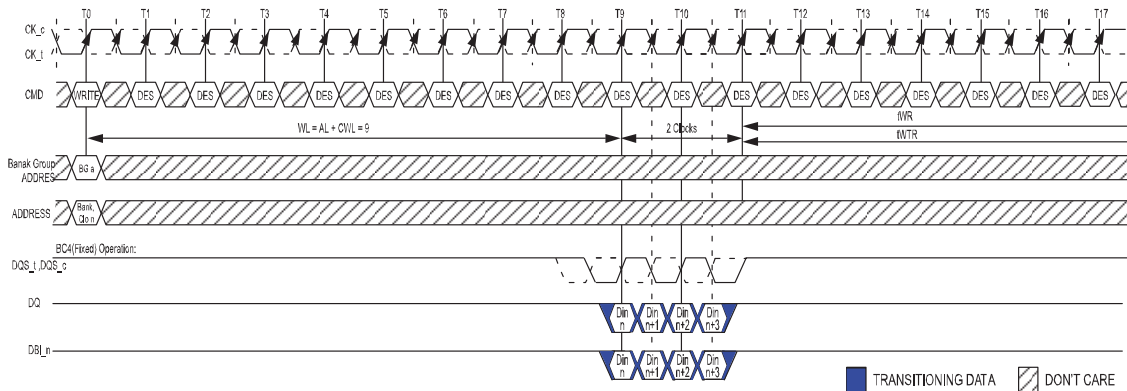 T0 T1 T2 T3 T4 T5 T6 T7 T8 T9 T10 T11 T12 T13 T14 T15 T16 T17
CK_c
CK_t
CMD WRITE DES DES DES DES DES DES DES DES DES DES DES DES DES DES DES DES DES
tWR
WL = AL + CWL = 9 2 Clocks
tWTR
Banak Group
ADDRES
BG a
ADDRESS
Bank,
Clo n
BC4(Fixed) Operation:
DQS_t ,DQS_c
DQ
Din n Din n+1 Din n+2 Din n+3
DBI_n
Din n Din n+1 Din n+2 Din n+3
TRANSITIONING DATA DON'T CARE